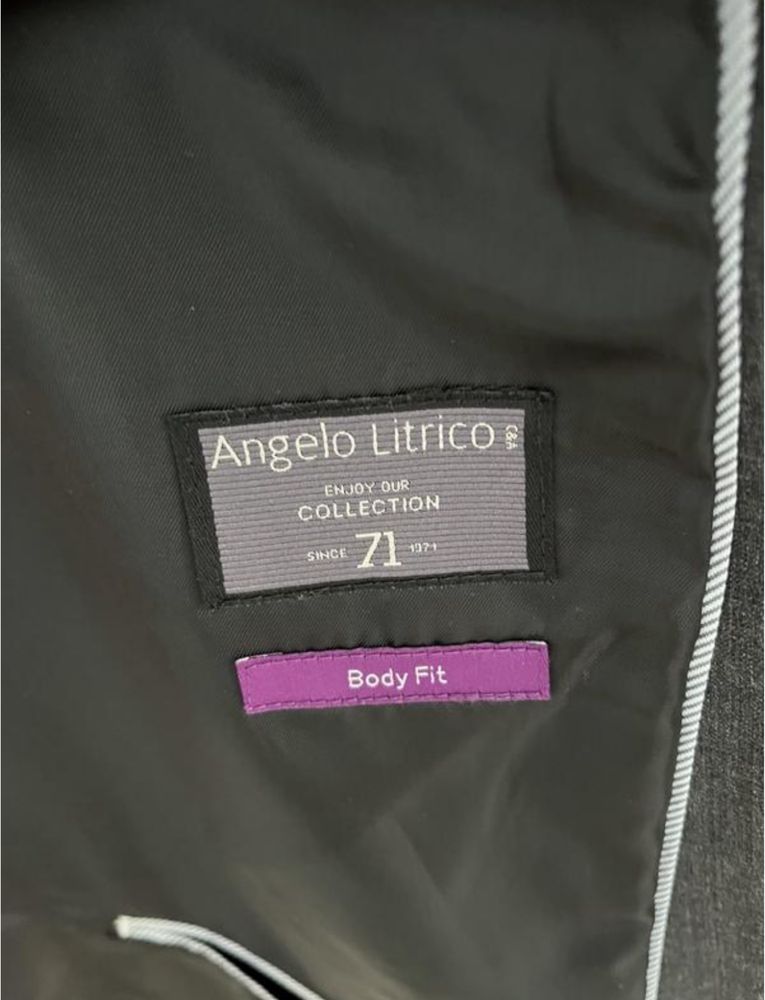 Angelo Litrico C&A
ENJOY OUR
COLLECTION
SINCE 71 1971
Body Fit